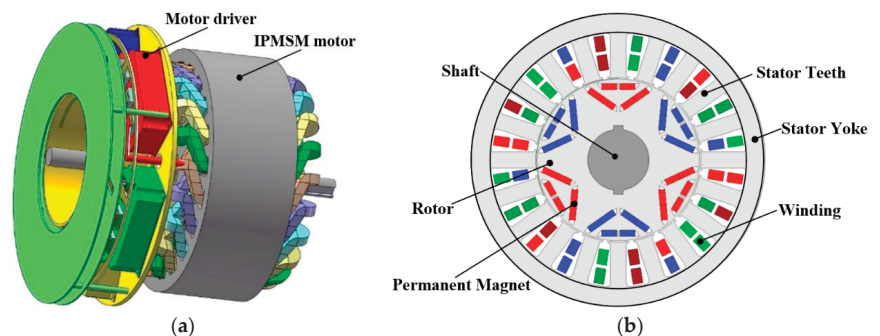 Motor driver
IPMSM motor
(a)
Shaft
Stator Teeth
Stator Yoke
Rotor
Winding
Permanent Magnet
(b)